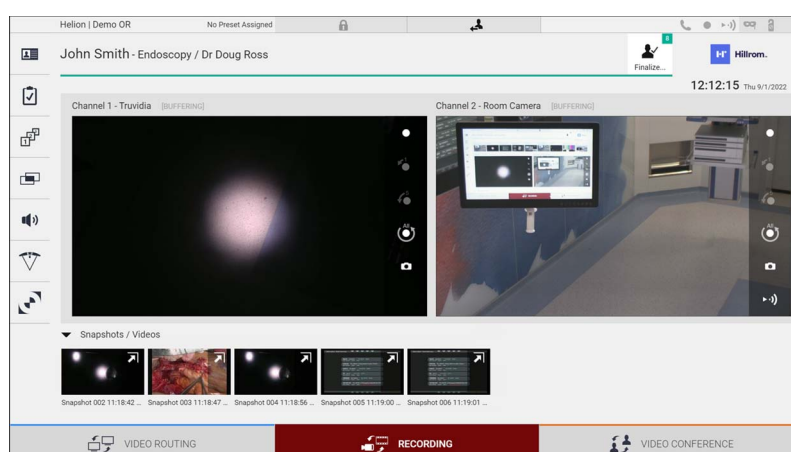 Helion | Demo OR
No Preset Assigned
John Smith - Endoscopy / Dr Doug Ross
8
Finalize...
H
Hillrom.
12:12:15 Thu 9/1/2022
Channel 1 - Truvidia [BUFFERING]
Channel 2 - Room Camera [BUFFERING]
Snapshots / Videos
Snapshot 002 11:18:42 ...
Snapshot 003 11:18:47 ...
Snapshot 004 11:18:56 ...
Snapshot 005 11:19:00 ...
Snapshot 006 11:19:01 ...
VIDEO ROUTING
RECORDING
VIDEO CONFERENCE